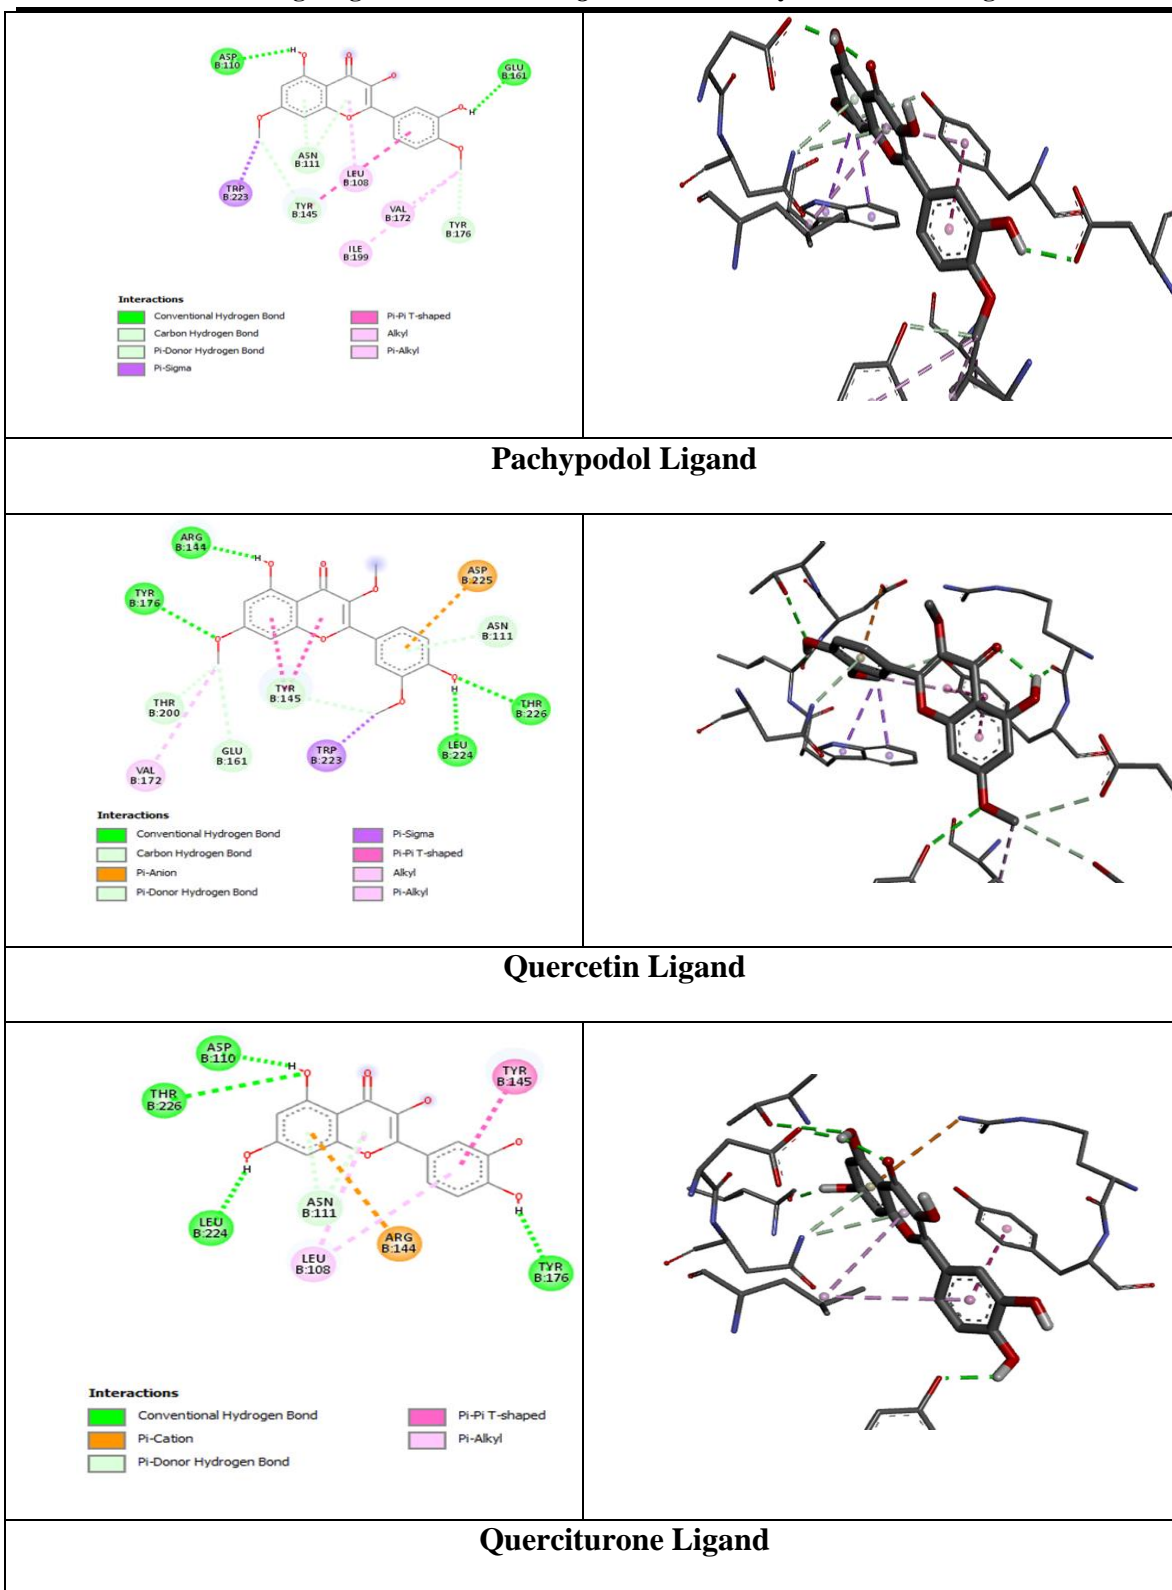 ASP
B:110
H
O
O
O
GLU
B:161
O
H
O
O
O
ASN
B:111
LEU
B:108
TRP
B:223
TYR
B:145
VAL
B:172
TYR
B:176
ILE
B:199
Interactions
Conventional Hydrogen Bond
Carbon Hydrogen Bond
Pi-Donor Hydrogen Bond
Pi-Sigma
Pi-Pi T-shaped
Alkyl
Pi-Alkyl
Pachypodol Ligand
ARG
B:144
H
O
O
O
ASP
B:225
TYR
B:176
ASN
B:111
O
O
O
H
O
THR
B:200
TYR
B:145
THR
B:226
GLU
B:161
TRP
B:223
LEU
B:224
VAL
B:172
Interactions
Conventional Hydrogen Bond
Carbon Hydrogen Bond
Pi-Anion
Pi-Donor Hydrogen Bond
Pi-Sigma
Pi-Pi T-shaped
Alkyl
Pi-Alkyl
Quercetin Ligand
ASP
B:110
H
O
O
O
TYR
B:145
THR
B:226
O
O
O
H
O
H
ASN
B:111
LEU
B:224
LEU
B:108
ARG
B:144
TYR
B:176
Interactions
Conventional Hydrogen Bond
Pi-Cation
Pi-Donor Hydrogen Bond
Pi-Pi T-shaped
Pi-Alkyl
Querciturone Ligand